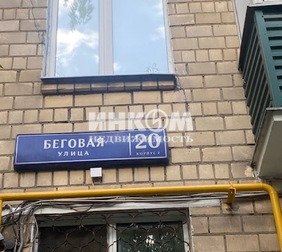 ИНКОМ
НЕДВИЖИМОСТЬ
БЕГОВАЯ
УЛИЦА
20
КОРПУС 2